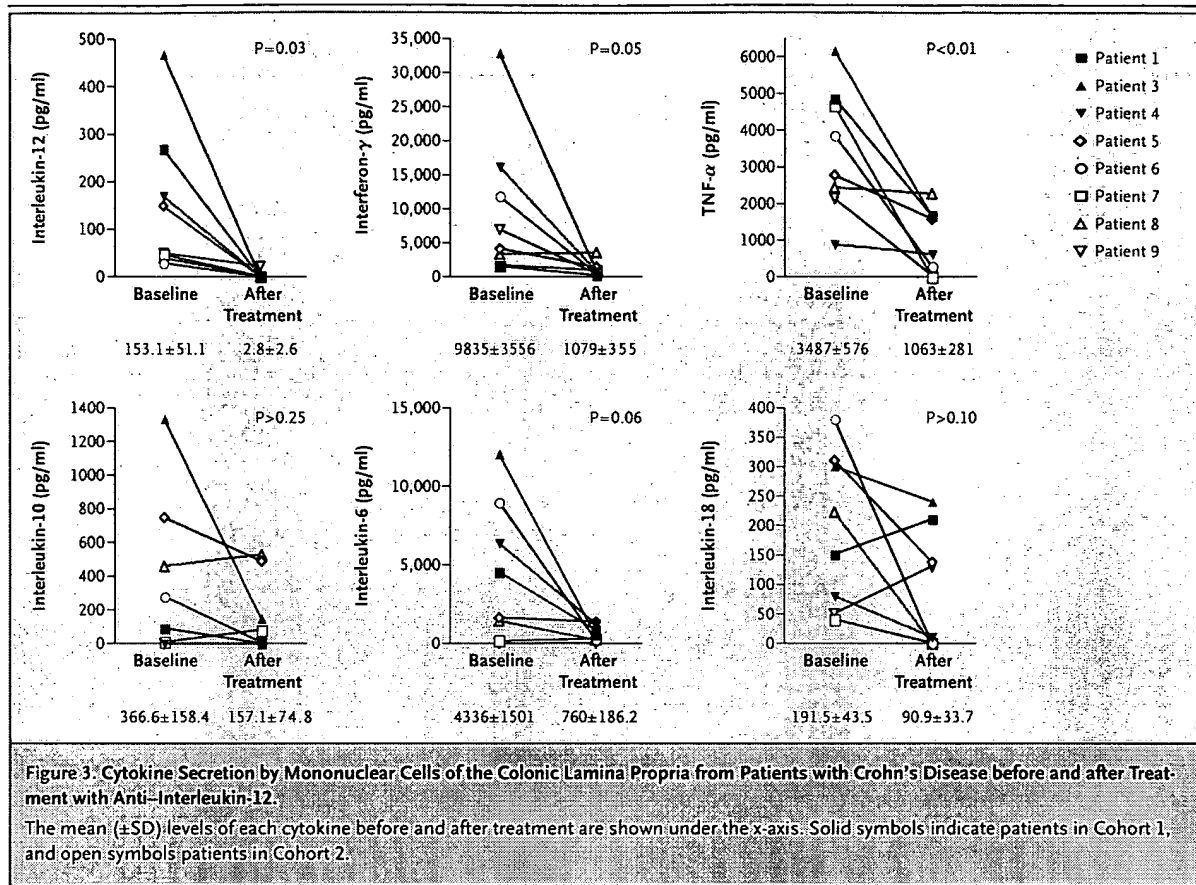 500
400
300
200
100
0
Interleukin-12 (pg/ml)
P=0.03
Baseline After
Treatment
153.1±51.1 2.8±2.6
35,000
30,000
25,000
20,000
15,000
10,000
5,000
0
Interferon-γ (pg/ml)
P=0.05
Baseline After
Treatment
9835±3556 1079±355
6000
5000
4000
3000
2000
1000
0
TNF-α (pg/ml)
P<0.01
Baseline After
Treatment
3487±576 1063±281
Patient 1
Patient 3
Patient 4
Patient 5
Patient 6
Patient 7
Patient 8
Patient 9
1400
1200
1000
800
600
400
200
0
Interleukin-10 (pg/ml)
P>0.25
Baseline After
Treatment
366.6±158.4 157.1±74.8
15,000
10,000
5,000
0
Interleukin-6 (pg/ml)
P=0.06
Baseline After
Treatment
4336±1501 760±186.2
400
350
300
250
200
150
100
50
0
Interleukin-18 (pg/ml)
P>0.10
Baseline After
Treatment
191.5±43.5 90.9±33.7
Figure 3. Cytokine Secretion by Mononuclear Cells of the Colonic Lamina Propria from Patients with Crohn's Disease before and after Treat-
ment with Anti–Interleukin-12.
The mean (±SD) levels of each cytokine before and after treatment are shown under the x-axis. Solid symbols indicate patients in Cohort 1,
and open symbols patients in Cohort 2.